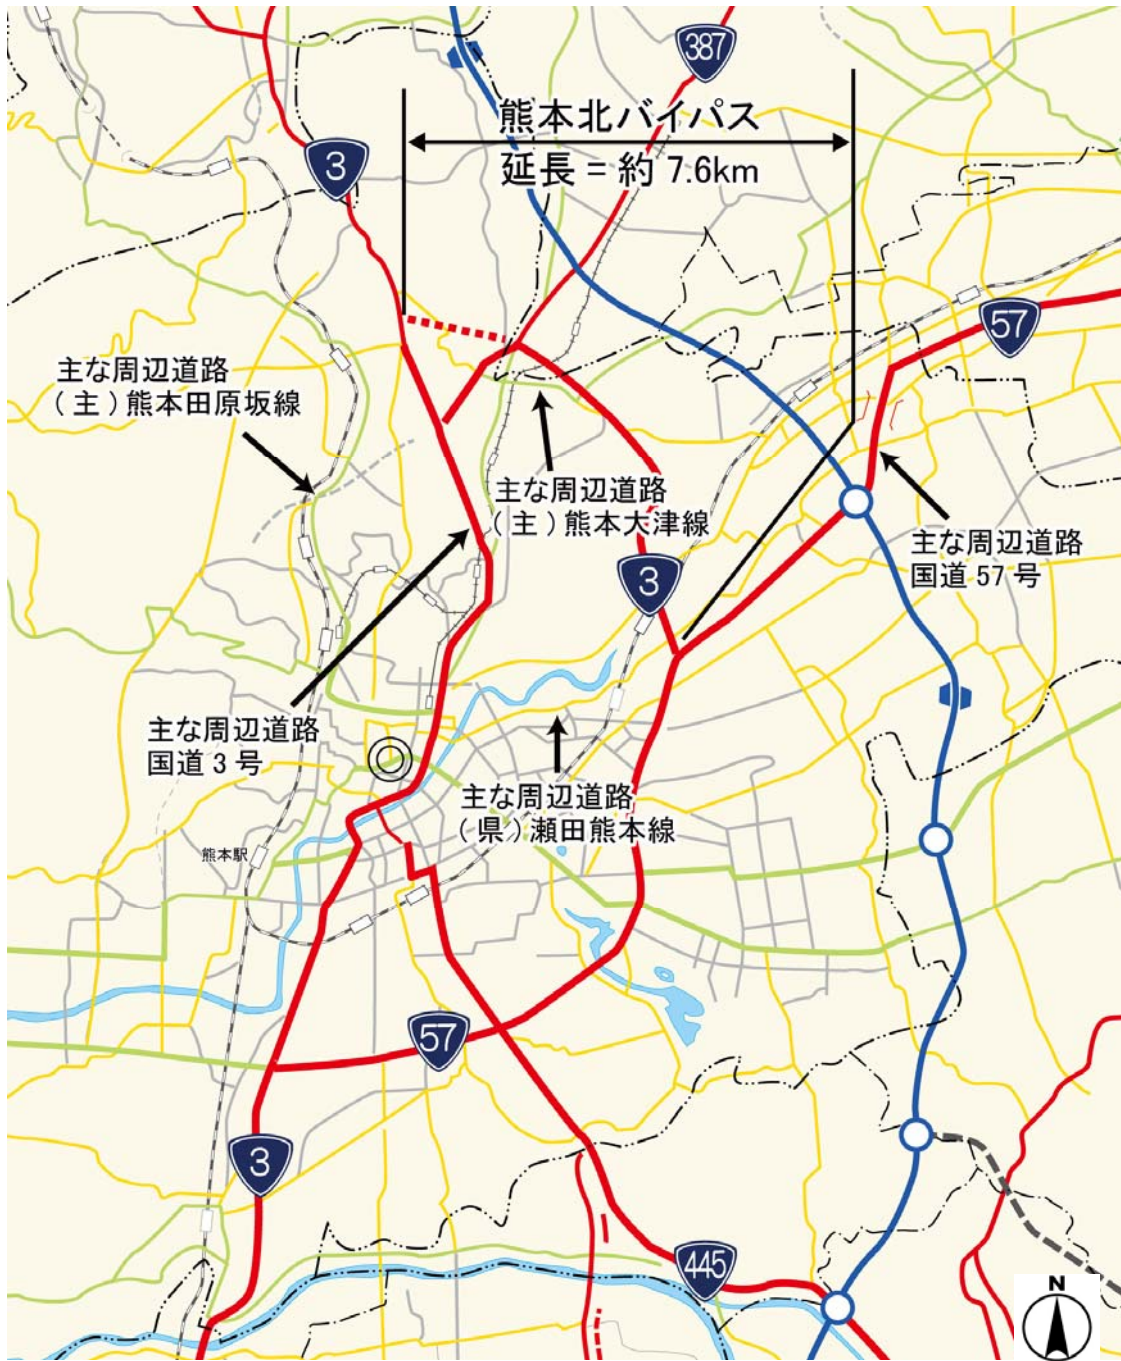 387
熊本北バイパス
延長 = 約 7.6km
3
57
主な周辺道路
(主)熊本田原坂線
主な周辺道路
(主)熊本大津線
主な周辺道路
国道 57 号
3
主な周辺道路
国道 3 号
主な周辺道路
(県)瀬田熊本線
熊本駅
57
3
445
N